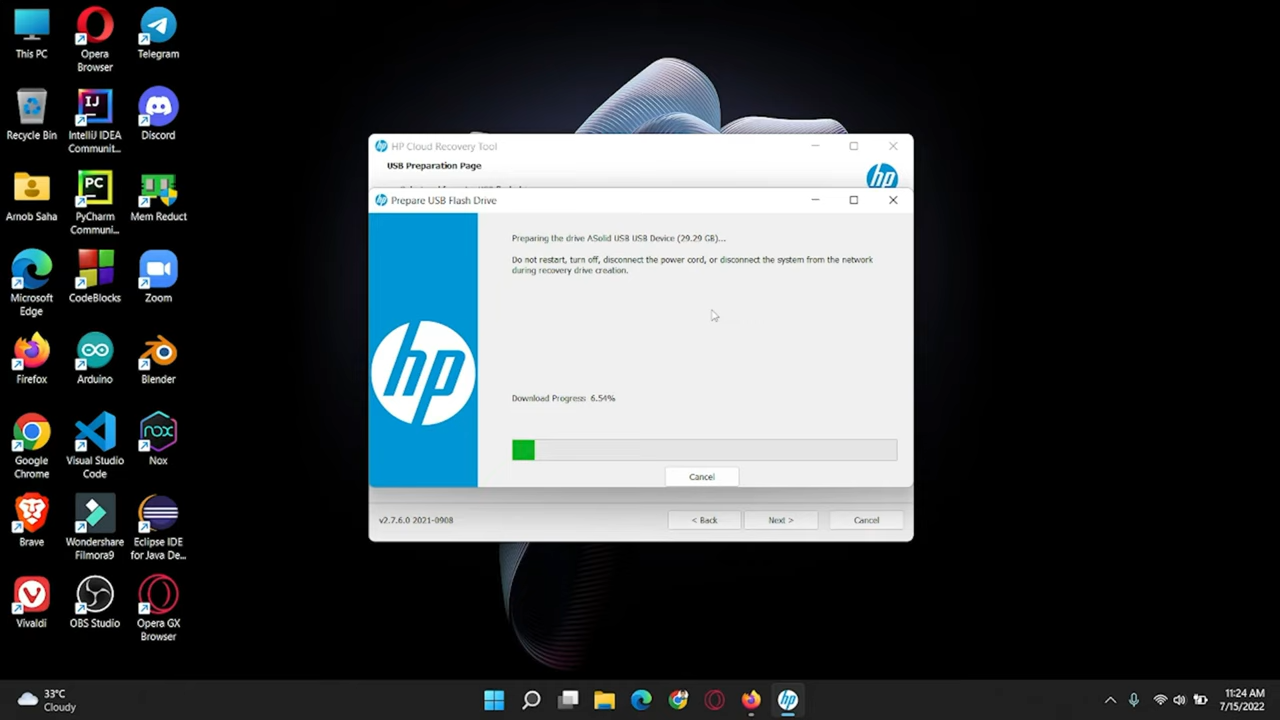 This PC
Opera
Browser
Telegram
Recycle Bin
IntelliJ IDEA
Communit...
Discord
Arnob Saha
PyCharm
Communi...
Mem Reduct
Microsoft
Edge
CodeBlocks
Zoom
Firefox
Arduino
Blender
Google
Chrome
Visual Studio
Code
Nox
Brave
Wondershare
Filmora9
Eclipse IDE
for Java De...
Vivaldi
OBS Studio
Opera GX
Browser
HP Cloud Recovery Tool
USB Preparation Page
hp
Prepare USB Flash Drive
Preparing the drive ASolid USB USB Device (29.29 GB)...
Do not restart, turn off, disconnect the power cord, or disconnect the system from the network
during recovery drive creation.
hp
Download Progress 6.54%
Cancel
v2.7.6.0 2021-0908
< Back
Next >
Cancel
33°C
Cloudy
hp
11:24 AM
7/15/2022